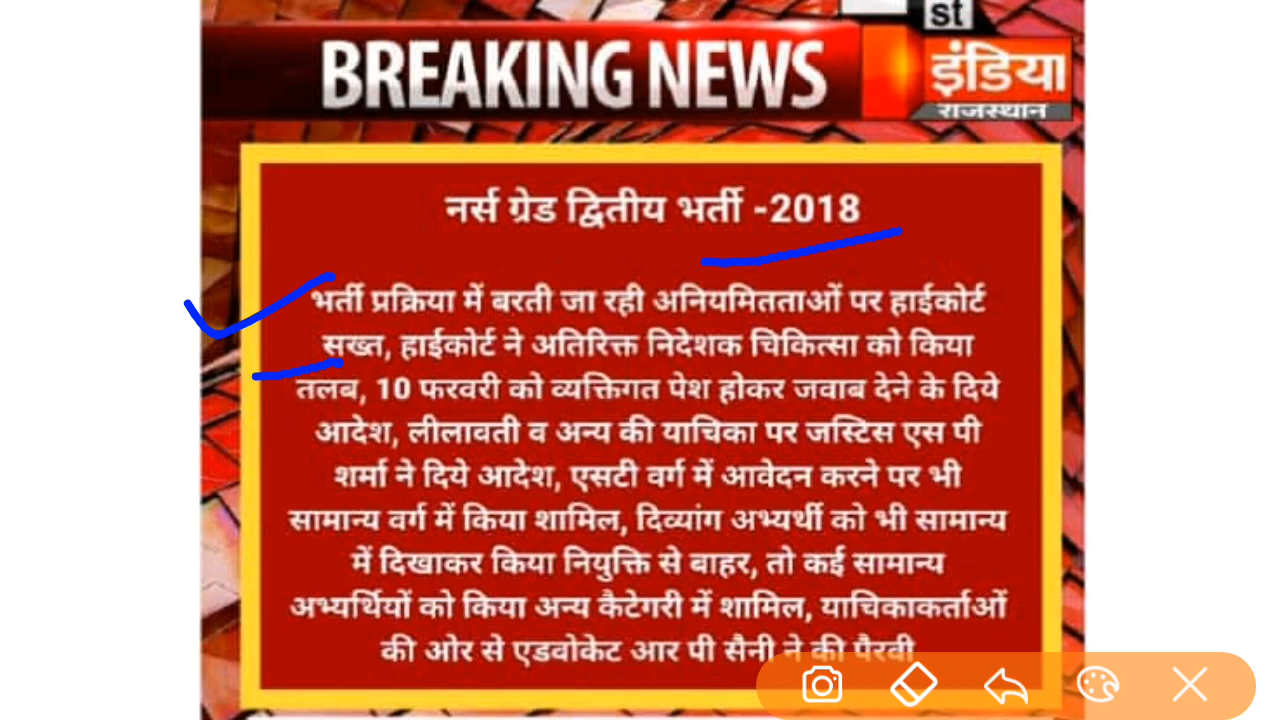 st
BREAKING NEWS
इंडिया
राजस्थान
नर्स ग्रेड द्वितीय भर्ती -2018
भर्ती प्रक्रिया में बरती जा रही अनियमितताओं पर हाईकोर्ट
सख्त, हाईकोर्ट ने अतिरिक्त निदेशक चिकित्सा को किया
तलब, 10 फरवरी को व्यक्तिगत पेश होकर जवाब देने के दिये
आदेश, लीलावती व अन्य की याचिका पर जस्टिस एस पी
शर्मा ने दिये आदेश, एसटी वर्ग में आवेदन करने पर भी
सामान्य वर्ग में किया शामिल, दिव्यांग अभ्यर्थी को भी सामान्य
में दिखाकर किया नियुक्ति से बाहर, तो कई सामान्य
अभ्यर्थियों को किया अन्य कैटेगरी में शामिल, याचिकाकर्ताओं
की ओर से एडवोकेट आर पी सैनी ने की पैरवी